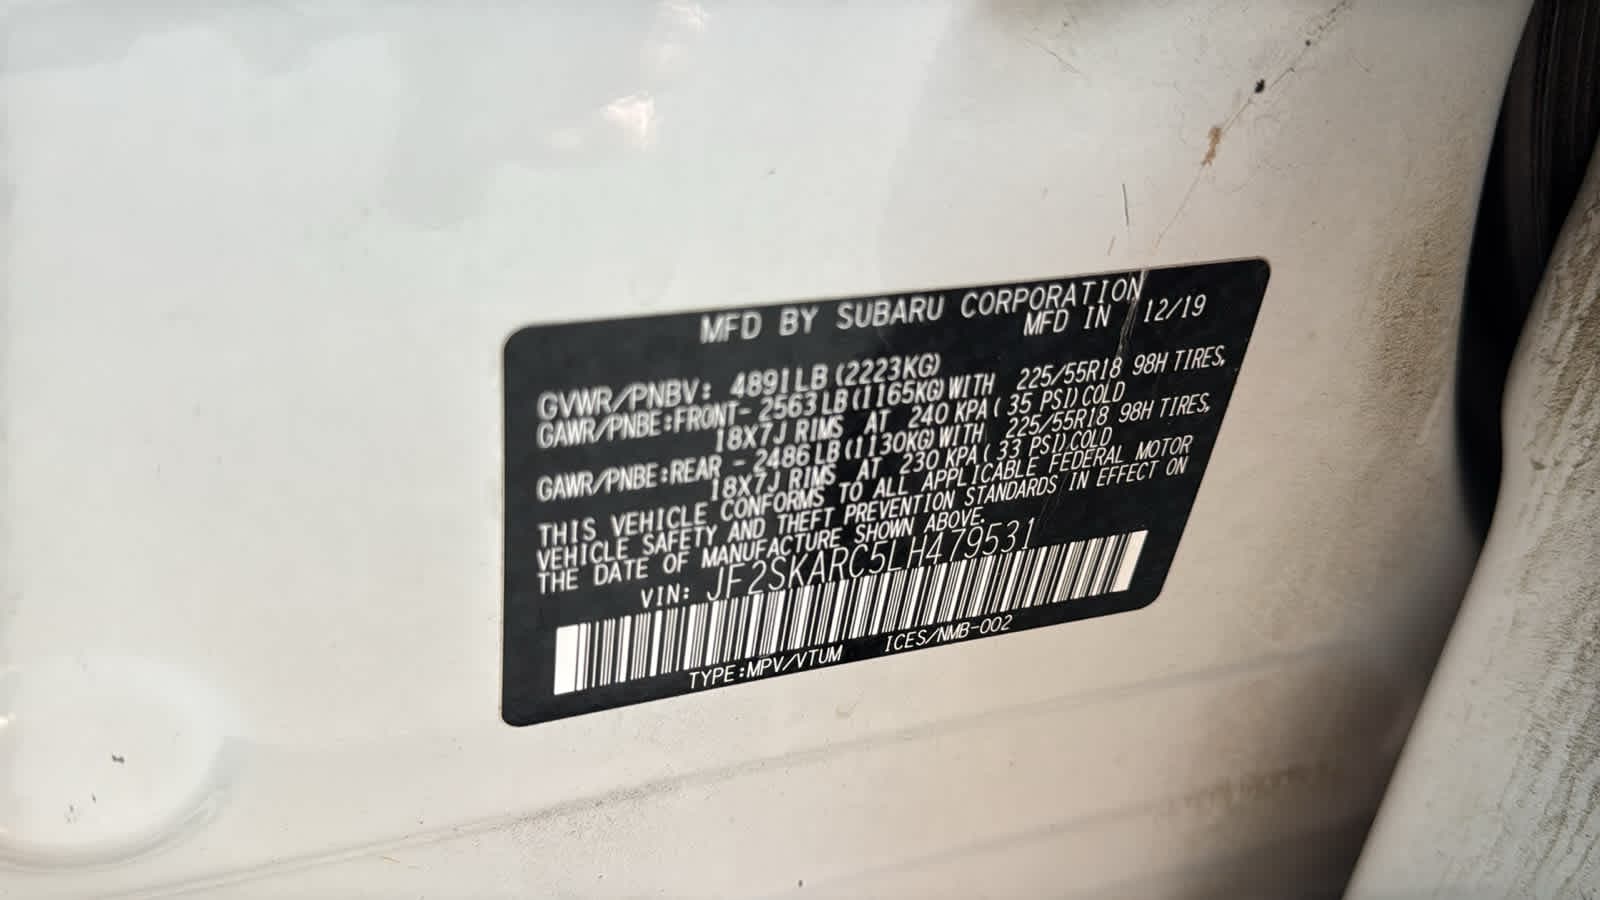 MFD BY SUBARU CORPORATION
MFD IN 12/19
GVWR/PNBV: 4891LB(2223KG)
GAWR/PNBE:FRONT- 2563LB(1165KG)WITH 225/55R18 98H TIRES,
18X7J RIMS AT 240 KPA( 35 PSI)COLD
GAWR/PNBE:REAR - 2486LB(1130KG)WITH 225/55R18 98H TIRES,
18X7J RIMS AT 230 KPA( 33 PSI)COLD
THIS VEHICLE CONFORMS TO ALL APPLICABLE FEDERAL MOTOR
VEHICLE SAFETY AND THEFT PREVENTION STANDARDS IN EFFECT ON
THE DATE OF MANUFACTURE SHOWN ABOVE.
VIN: JF2SKARC5LH479531
TYPE:MPV/VTUM ICES/NMB-002